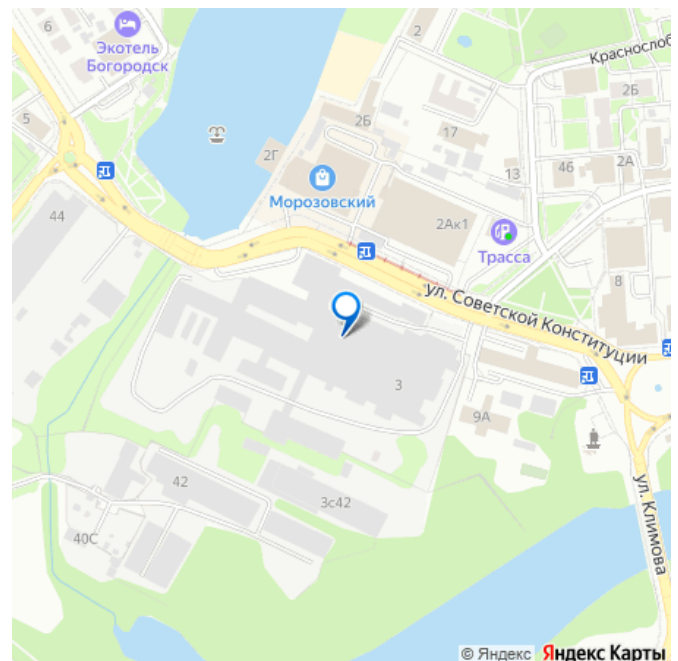 6
Экотель
Богородск
2
Краснослоб
2Б
2Б
5
17
2Г
13
46
2А
Морозовский
44
2Ак1
Трасса
8
ул. Советской Конституции
3
9А
42
3с42
ул. Климова
40С
© Яндекс Яндекс Карты